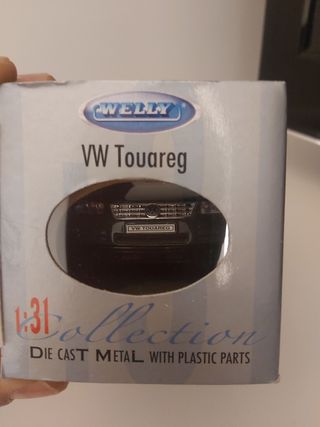 WELLY
VW Touareg
VW TOUAREG
1:31
Collection
DIE CAST METAL WITH PLASTIC PARTS